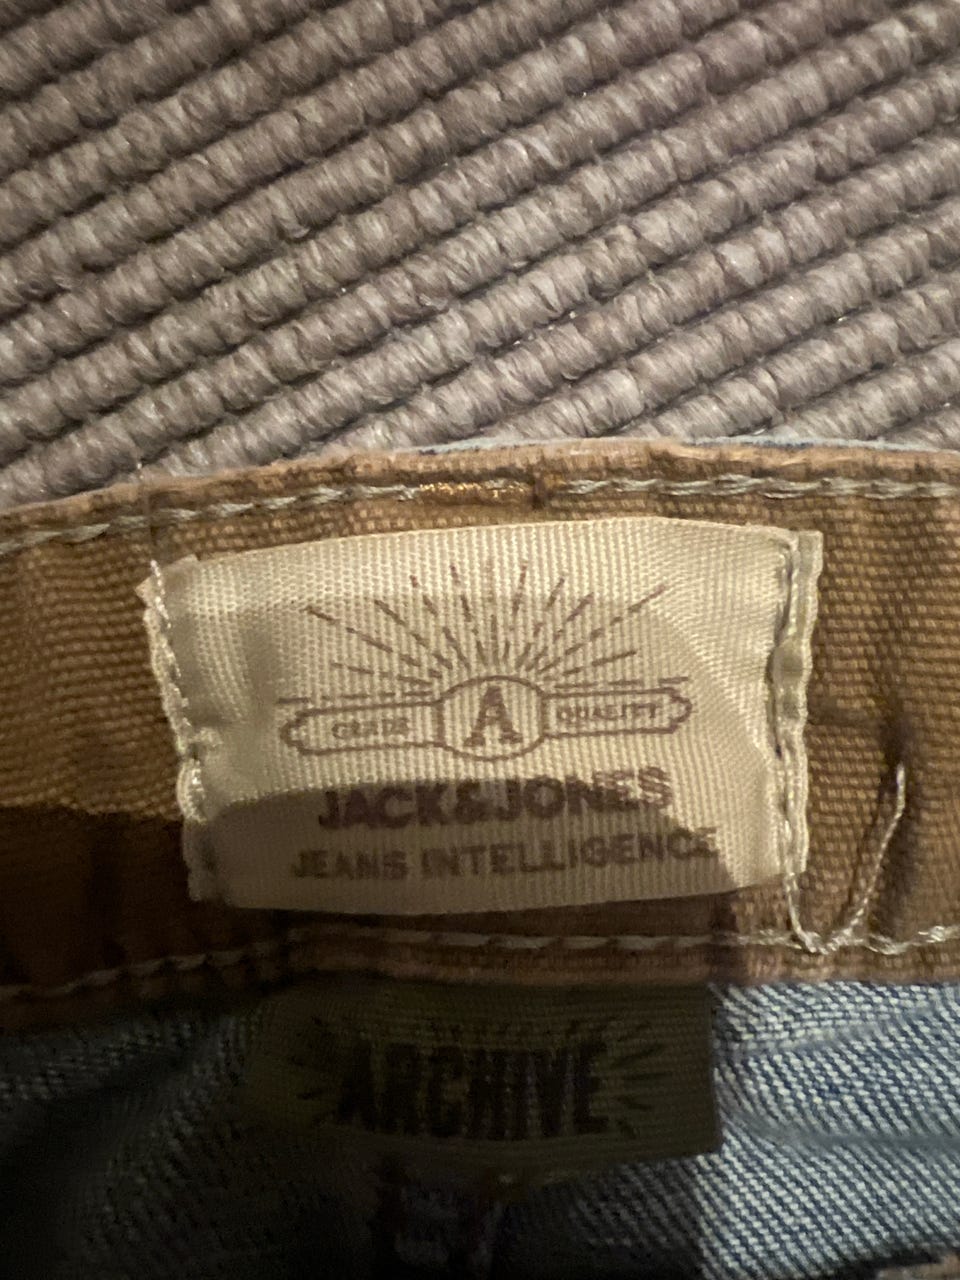 GRADE A QUALITY
JACK&JONES
JEANS INTELLIGENCE
ARCHIVE